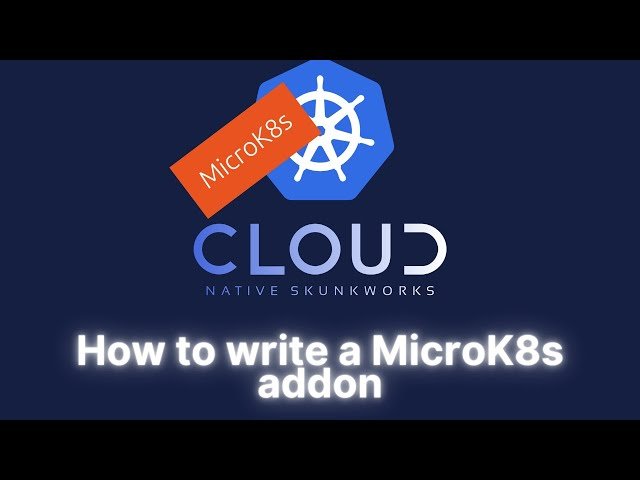 MicroK8s
CLOUD
NATIVE SKUNKWORKS
How to write a MicroK8s
addon